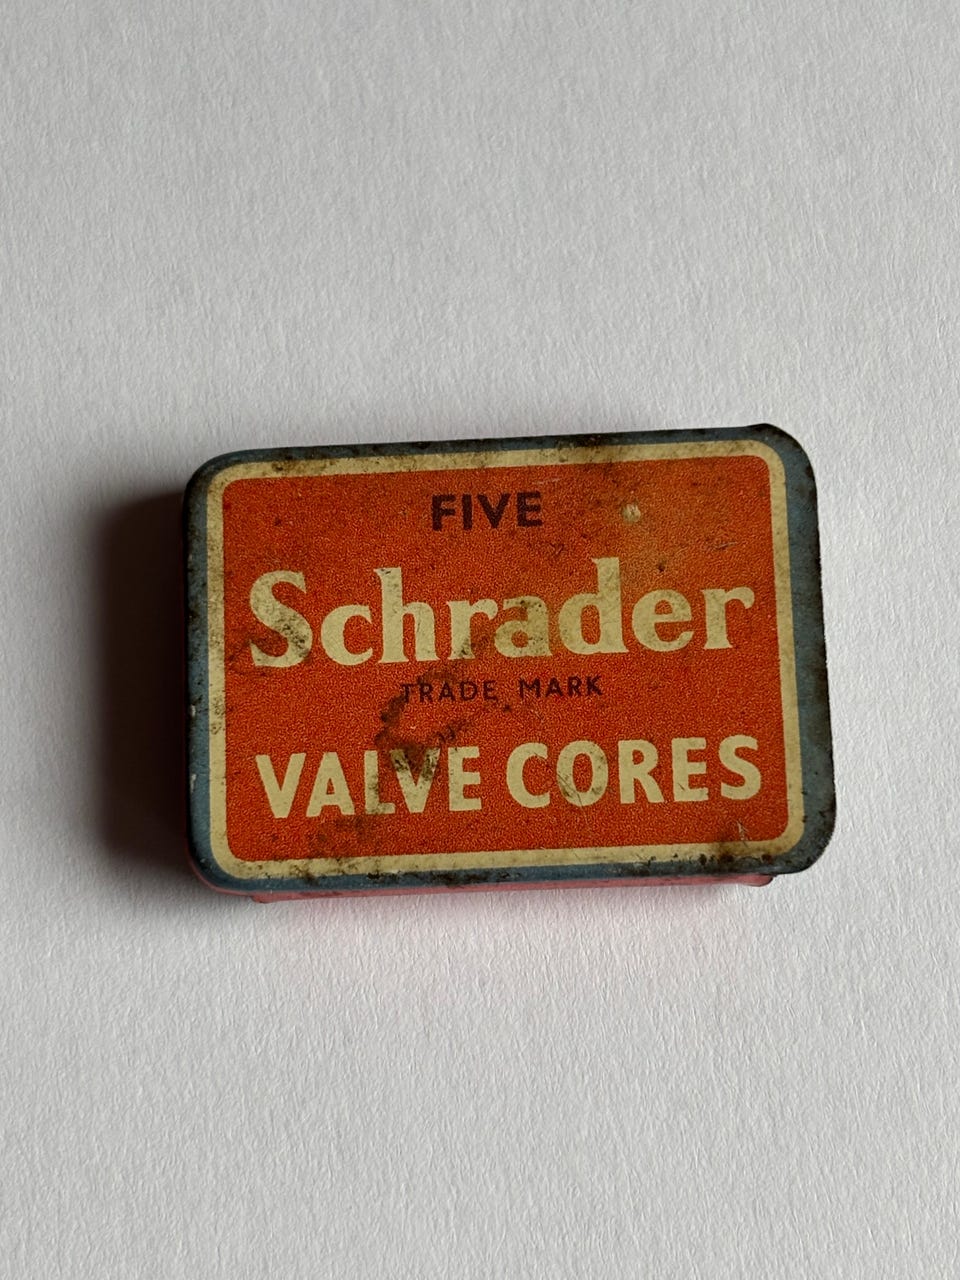 FIVE
Schrader
TRADE MARK
VALVE CORES